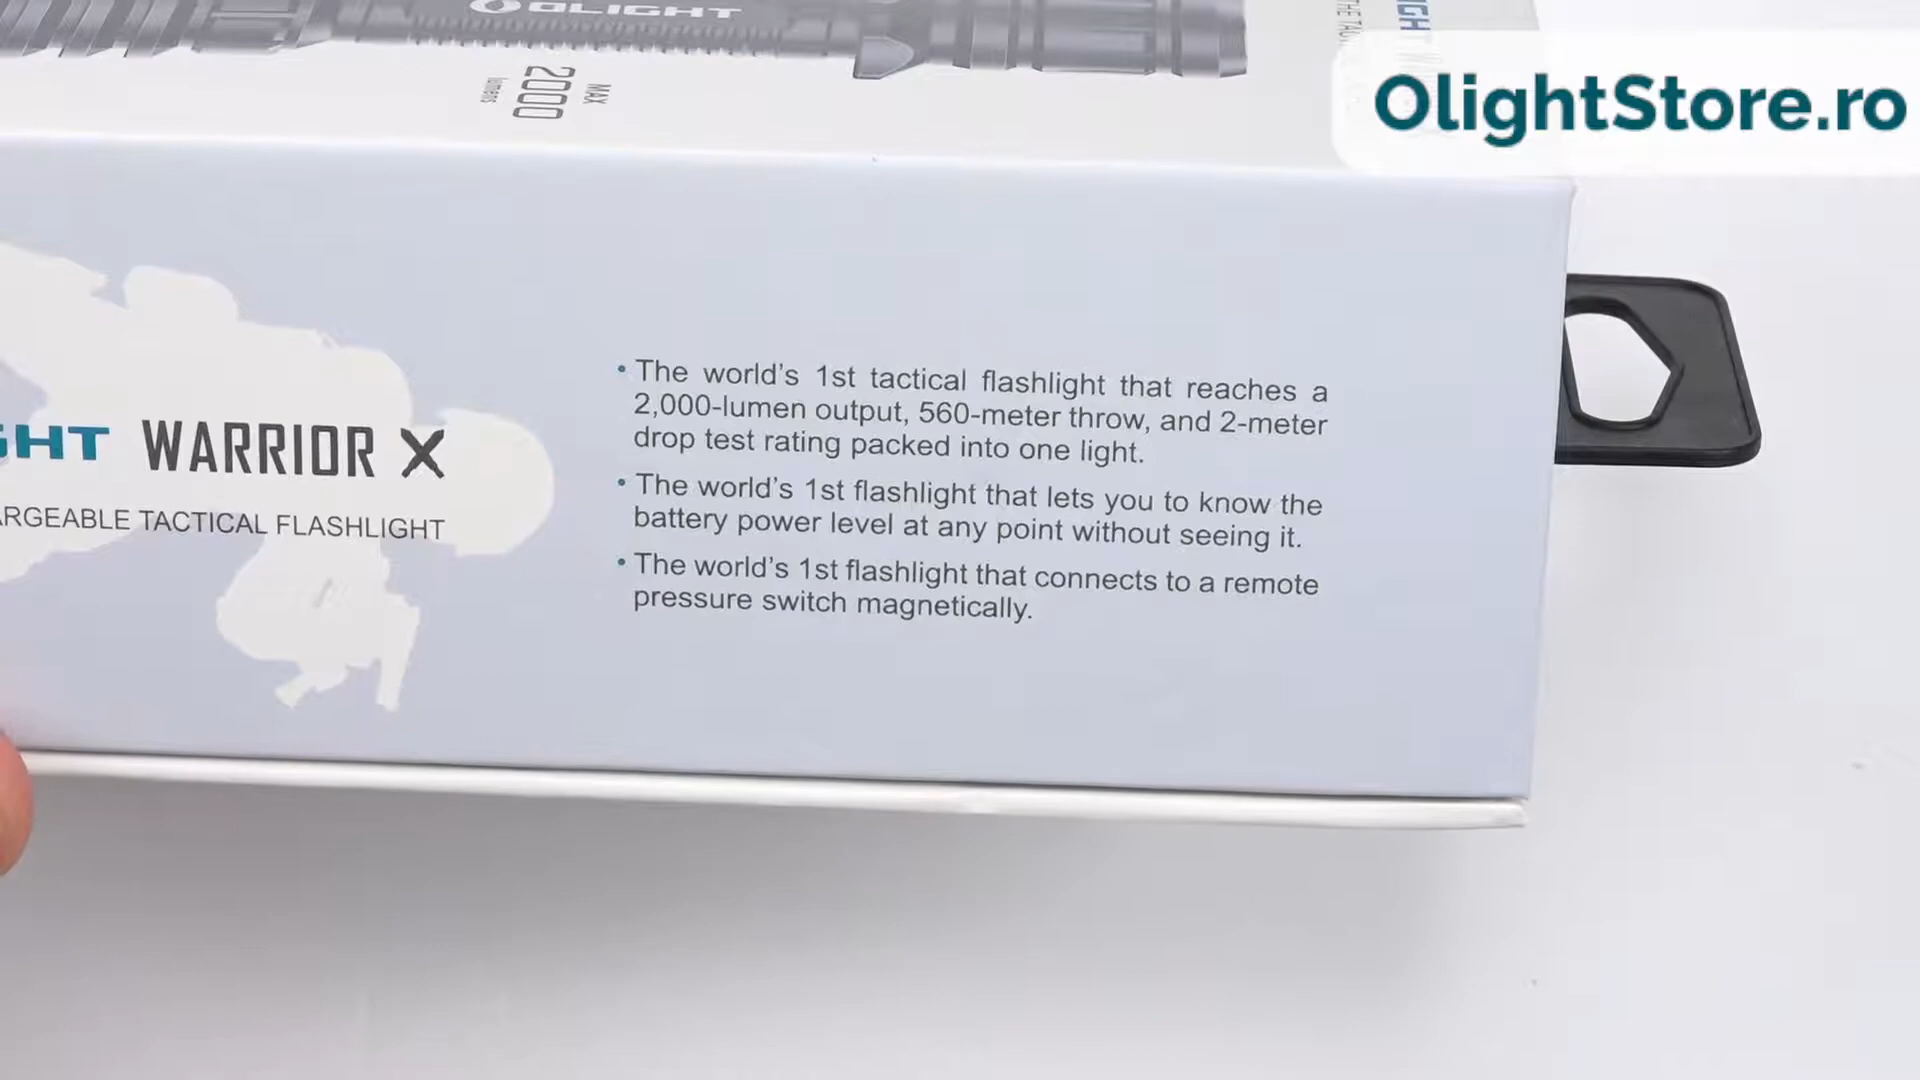 OLIGHT
MAX
2000
lumens
OlightStore.ro
GHT WARRIOR X
ARGEABLE TACTICAL FLASHLIGHT
• The world's 1st tactical flashlight that reaches a
2,000-lumen output, 560-meter throw, and 2-meter
drop test rating packed into one light.
• The world's 1st flashlight that lets you to know the
battery power level at any point without seeing it.
• The world's 1st flashlight that connects to a remote
pressure switch magnetically.